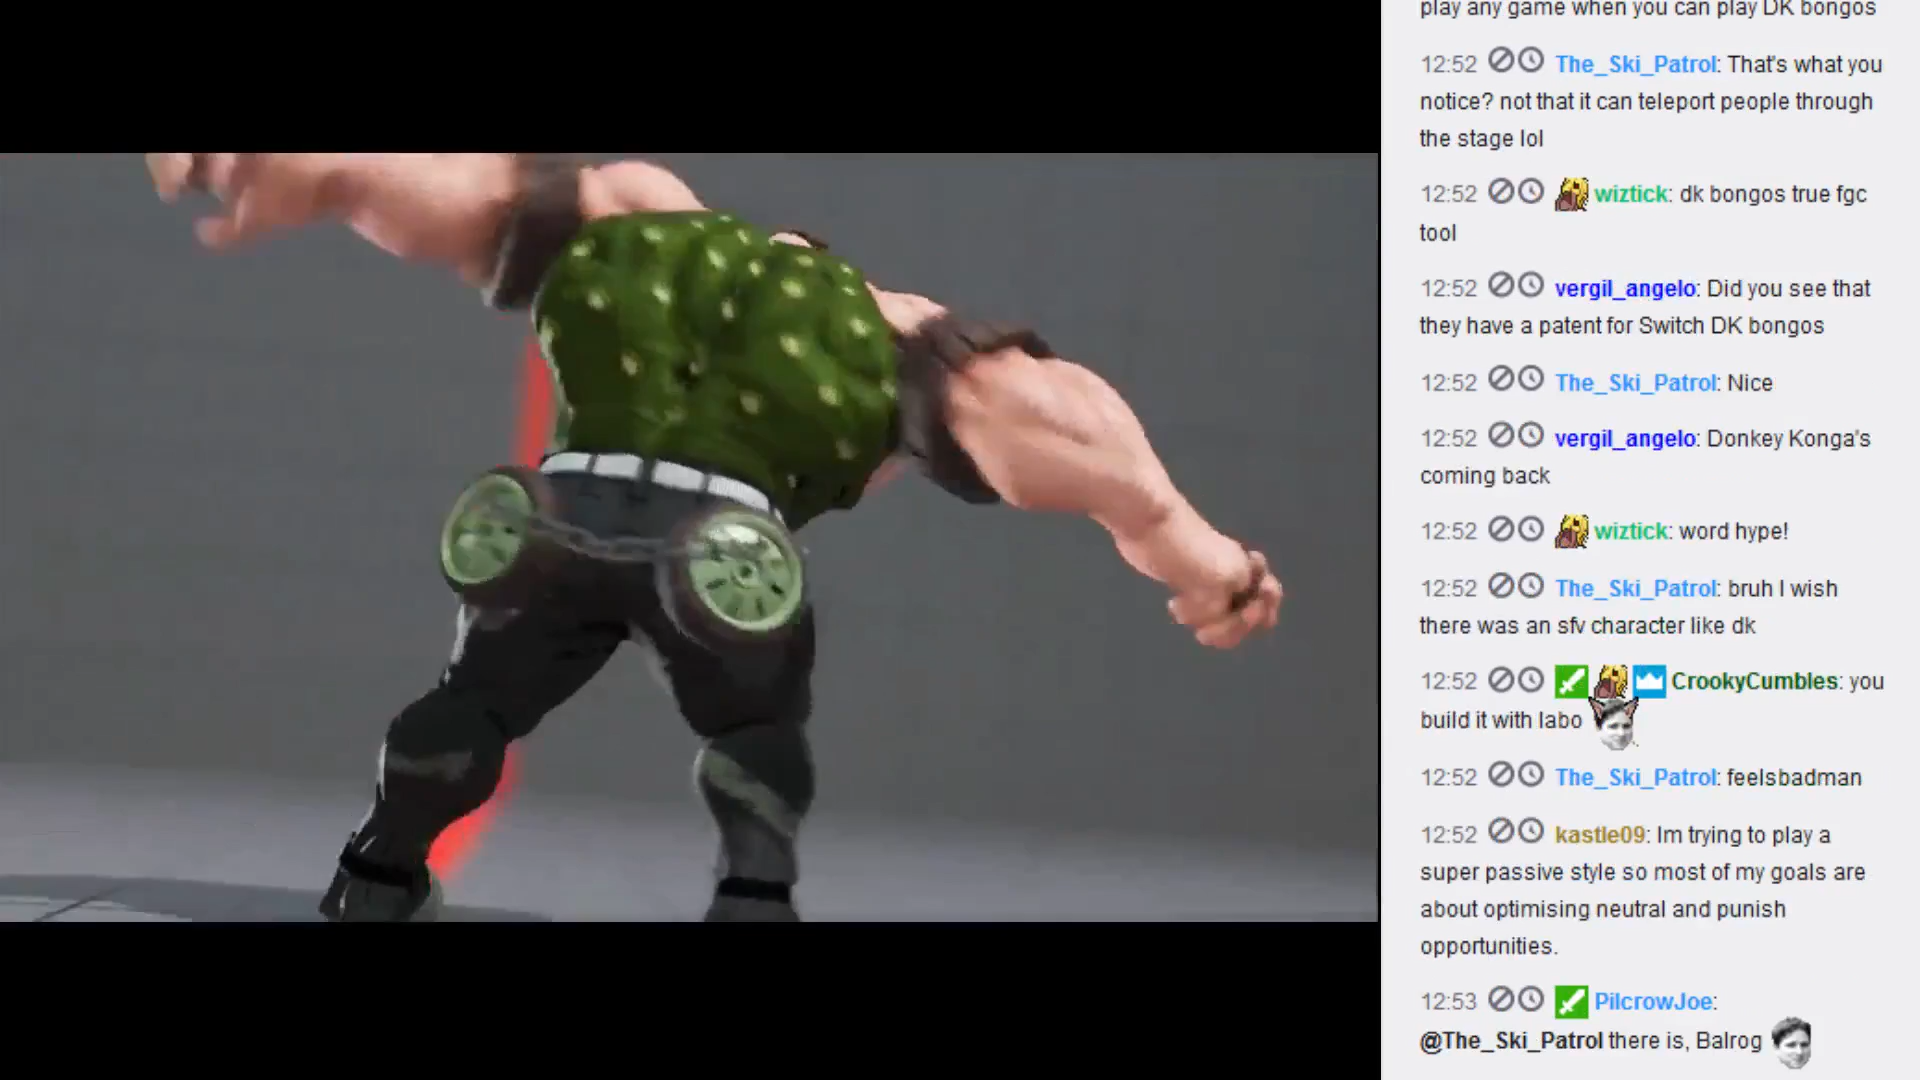 play any game when you can play DK bongos
12:52 The_Ski_Patrol: That's what you
notice? not that it can teleport people through
the stage lol
12:52 wiztick: dk bongos true fgc
tool
12:52 vergil_angelo: Did you see that
they have a patent for Switch DK bongos
12:52 The_Ski_Patrol: Nice
12:52 vergil_angelo: Donkey Konga's
coming back
12:52 wiztick: word hype!
12:52 The_Ski_Patrol: bruh I wish
there was an sfv character like dk
12:52 CrookyCumbles: you
build it with labo
12:52 The_Ski_Patrol: feelsbadman
12:52 kastle09: Im trying to play a
super passive style so most of my goals are
about optimising neutral and punish
opportunities.
12:53 PilcrowJoe:
@The_Ski_Patrol there is, Balrog